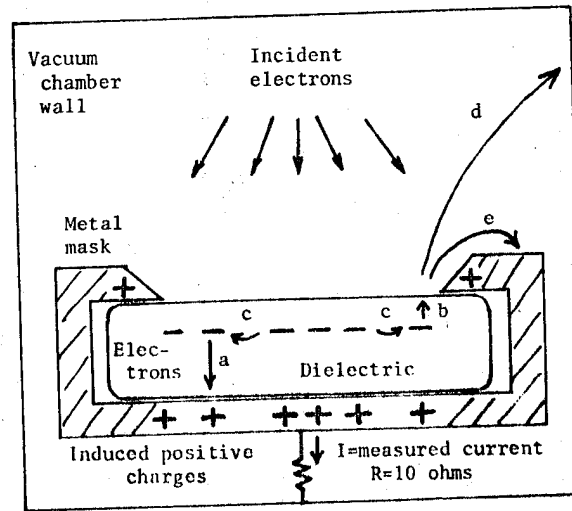 Vacuum
chamber
wall
Incident
electrons
d
e
Metal
mask
+
+
c
c
b
Elec-
trons
a
Dielectric
+ + + + + +
Induced positive
charges
I=measured current
R=10 ohms